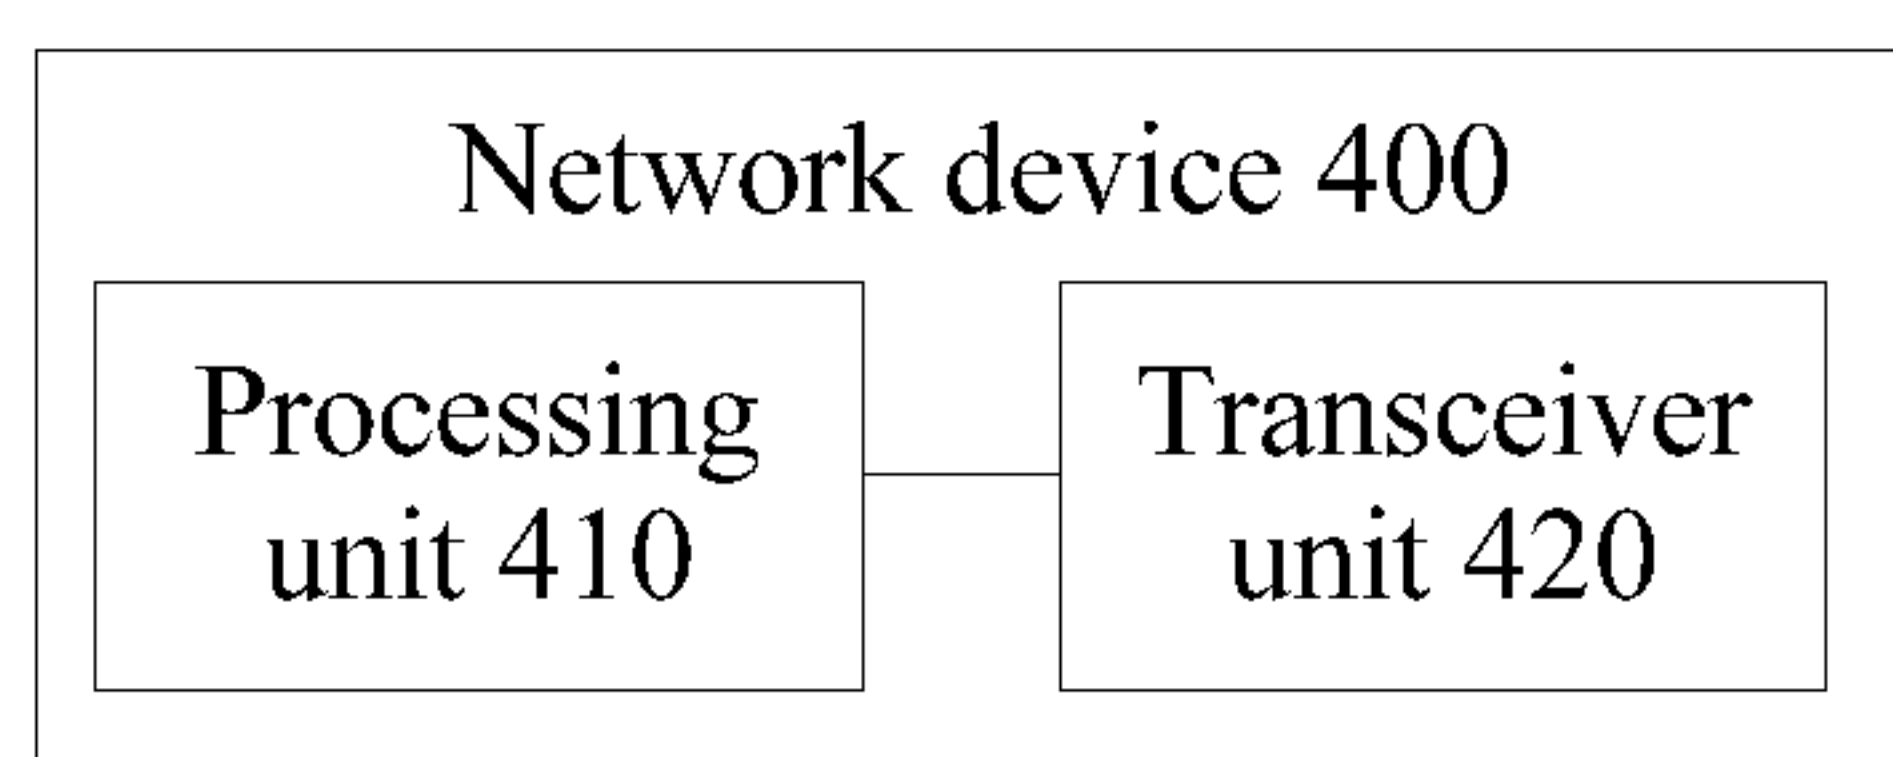 Network device 400
Processing
unit 410
Transceiver
unit 420